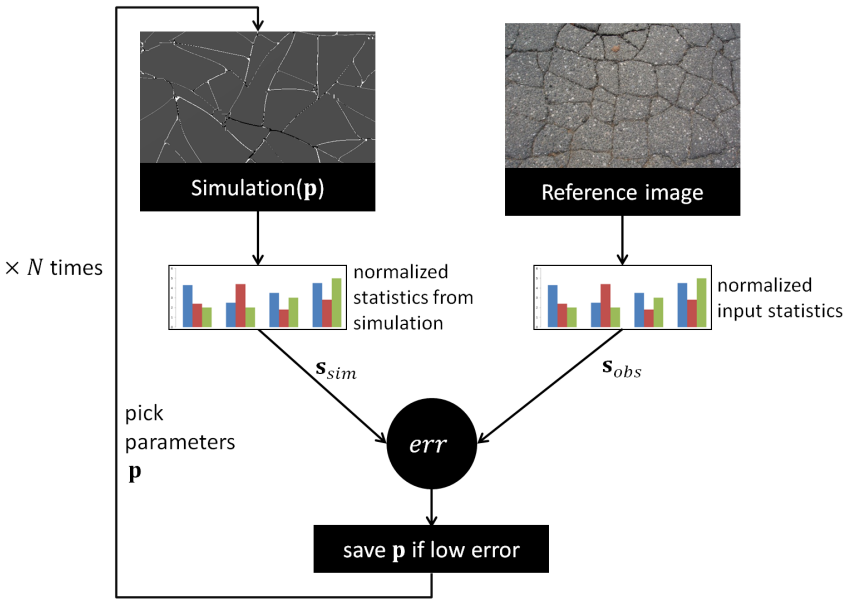 Simulation(p)
Reference image
× N times
normalized
statistics from
simulation
normalized
input statistics
s_sim
s_obs
pick
parameters
p
err
save p if low error